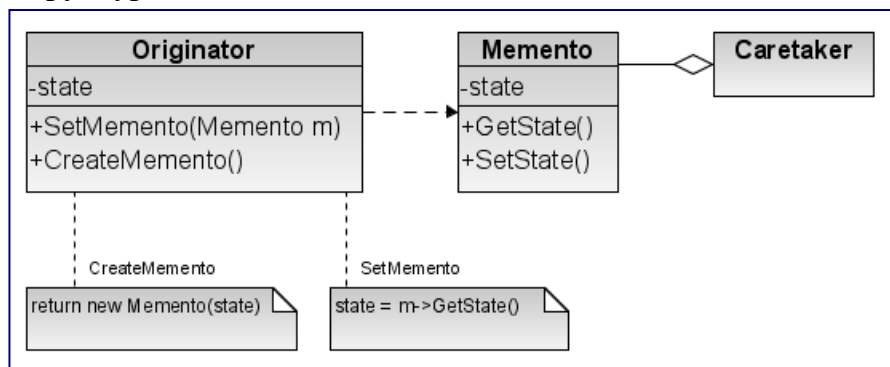 Originator
-state
+SetMemento(Memento m)
+CreateMemento()
Memento
-state
+GetState()
+SetState()
Caretaker
CreateMemento
return new Memento(state)
SetMemento
state = m->GetState()